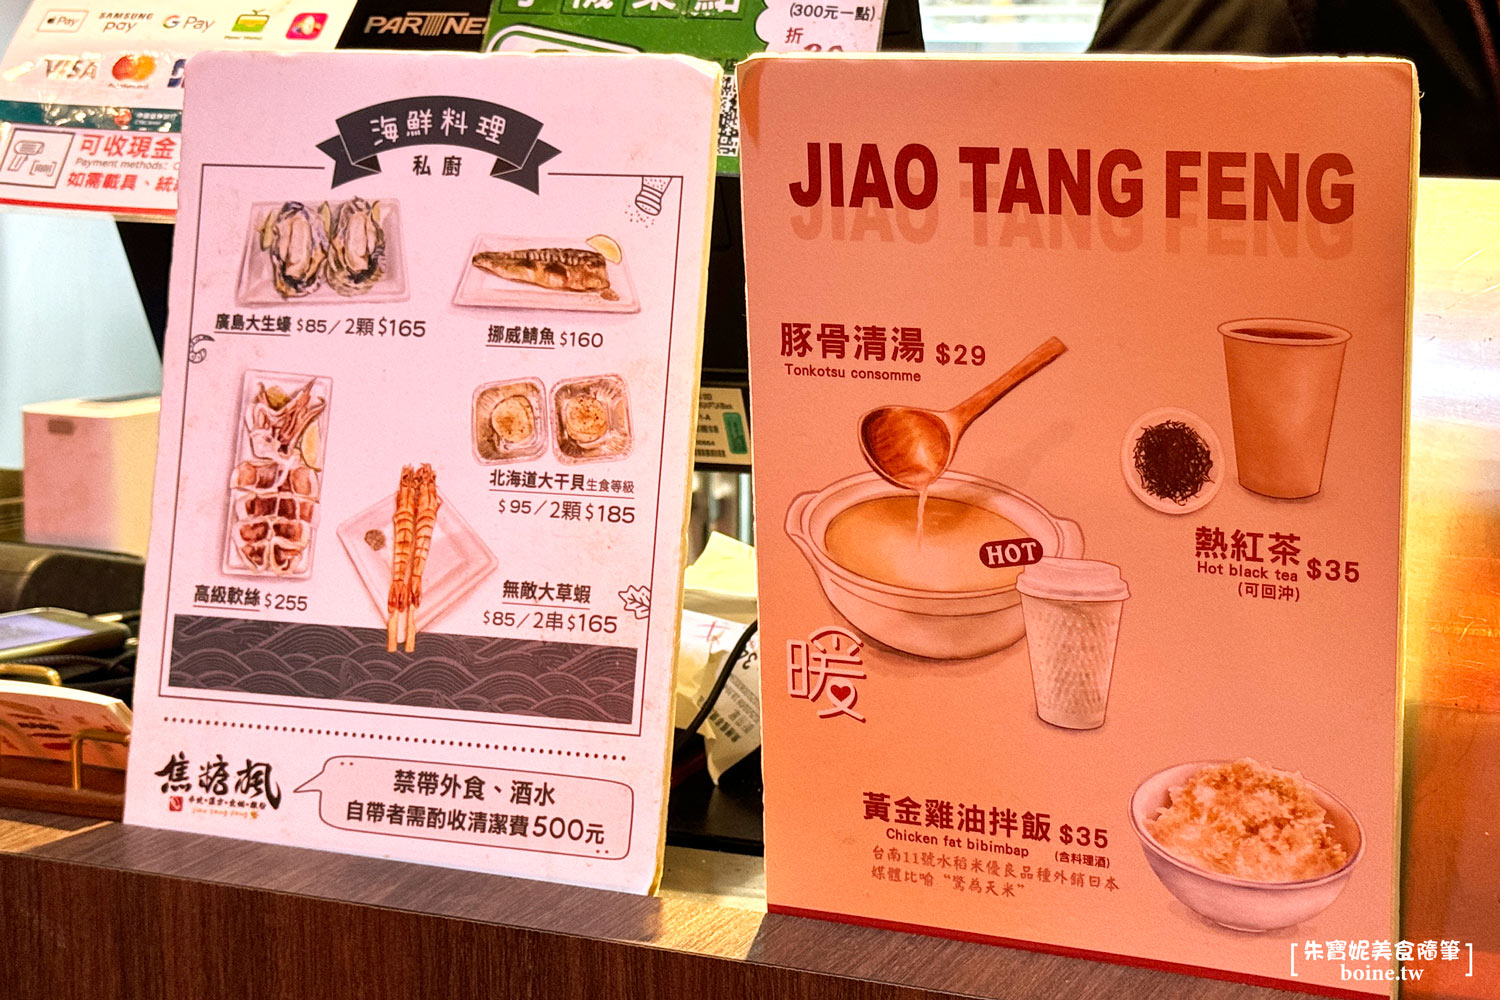 Pay
SAMSUNG
pay
G Pay
PARTNE
(300元一點)
折
VISA
可收現金
Payment methods: C
如需載具、統
海鮮料理
私廚
廣島大生蠔 $85/2顆$165
挪威鯖魚 $160
北海道大干貝生食等級
$95/2顆$185
高級軟絲 $255
無敵大草蝦
$85/2串$165
焦糖楓
禁帶外食、酒水
自帶者需酌收清潔費500元
JIAO TANG FENG
豚骨清湯 $29
Tonkotsu consomme
HOT
暖
熱紅茶 $35
Hot black tea
(可回沖)
黃金雞油拌飯 $35
Chicken fat bibimbap (含料理酒)
台南11號水稻米優良品種外銷日本
媒體比喻“驚為天米”
[朱寶妮美食隨筆]
boine.tw